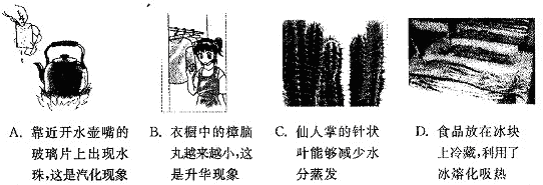 A. 靠近开水壶嘴的
玻璃片上出现水
珠,这是汽化现象
B. 衣橱中的樟脑
丸越来越小,这
是升华现象
C. 仙人掌的针状
叶能够减少水
分蒸发
D. 食品放在冰块
上冷藏,利用了
冰熔化吸热